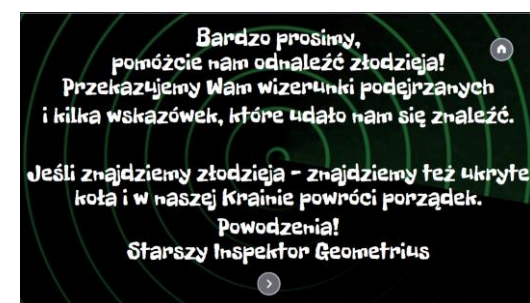 Bardzo prosimy,
pomóżcie nam odnaleźć złodzieja!
Przekazujemy Wam wizerunki podejrzanych
i kilka wskazówek, które udało nam się znaleźć.
Jeśli znajdziemy złodzieja - znajdziemy też ukryte
koła i w naszej Krainie powróci porządek.
Powodzenia!
Starszy Inspektor Geometrius